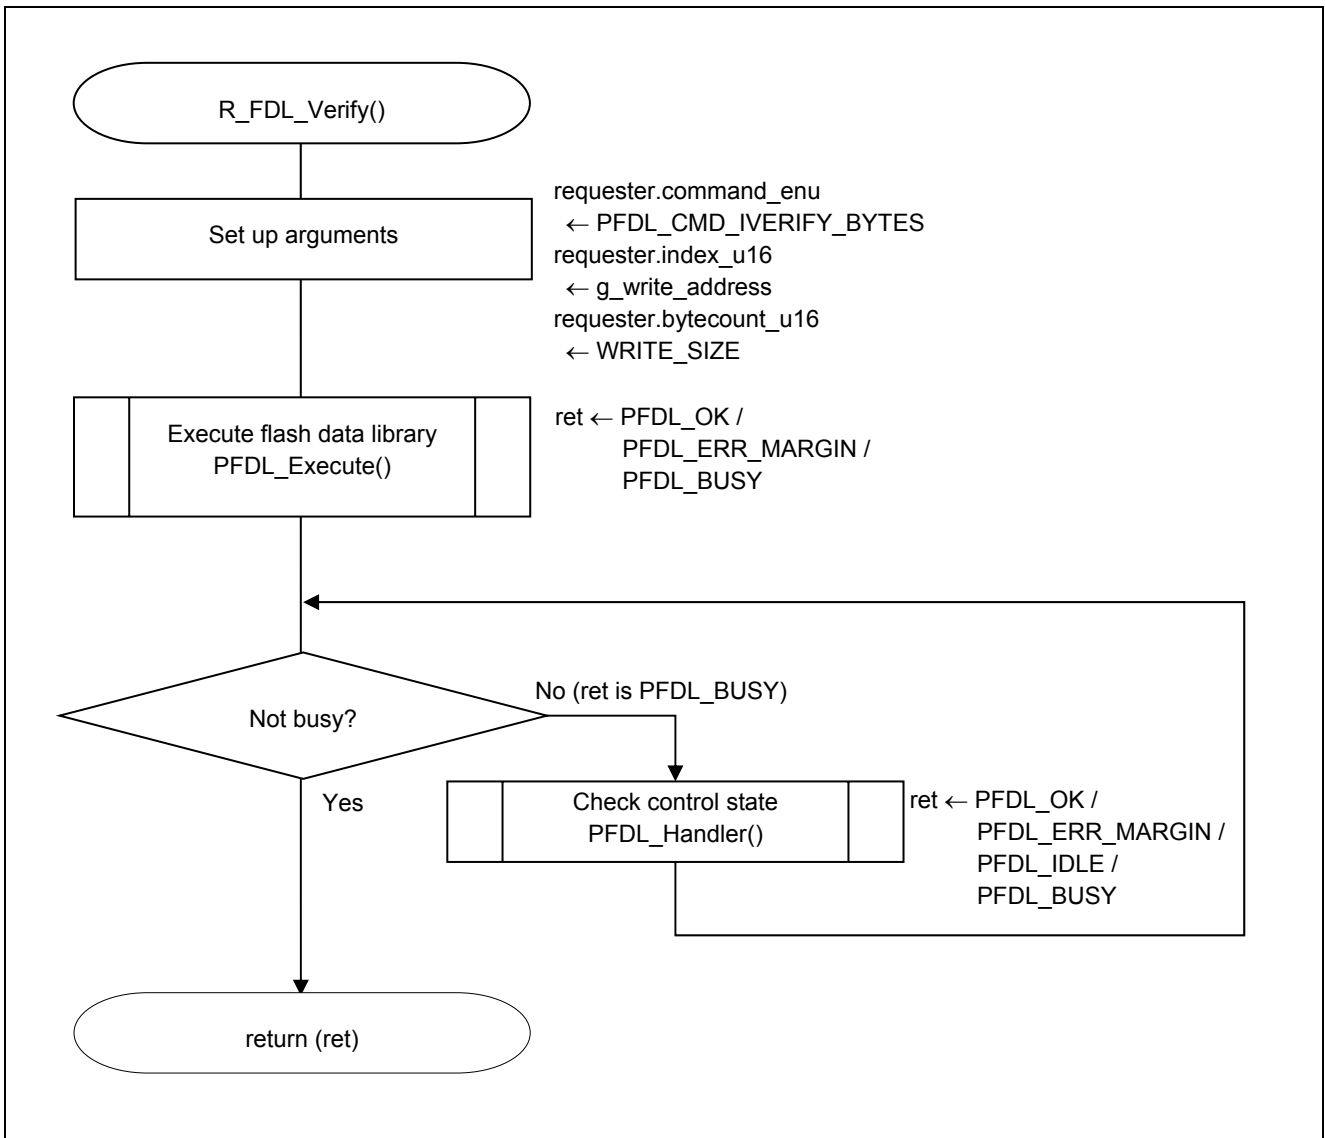 R_FDL_Verify()
Set up arguments
requester.command_enu
← PFDL_CMD_IVERIFY_BYTES
requester.index_u16
← g_write_address
requester.bytecount_u16
← WRITE_SIZE
Execute flash data library
PFDL_Execute()
ret ← PFDL_OK /
PFDL_ERR_MARGIN /
PFDL_BUSY
Not busy?
No (ret is PFDL_BUSY)
Yes
Check control state
PFDL_Handler()
ret ← PFDL_OK /
PFDL_ERR_MARGIN /
PFDL_IDLE /
PFDL_BUSY
return (ret)